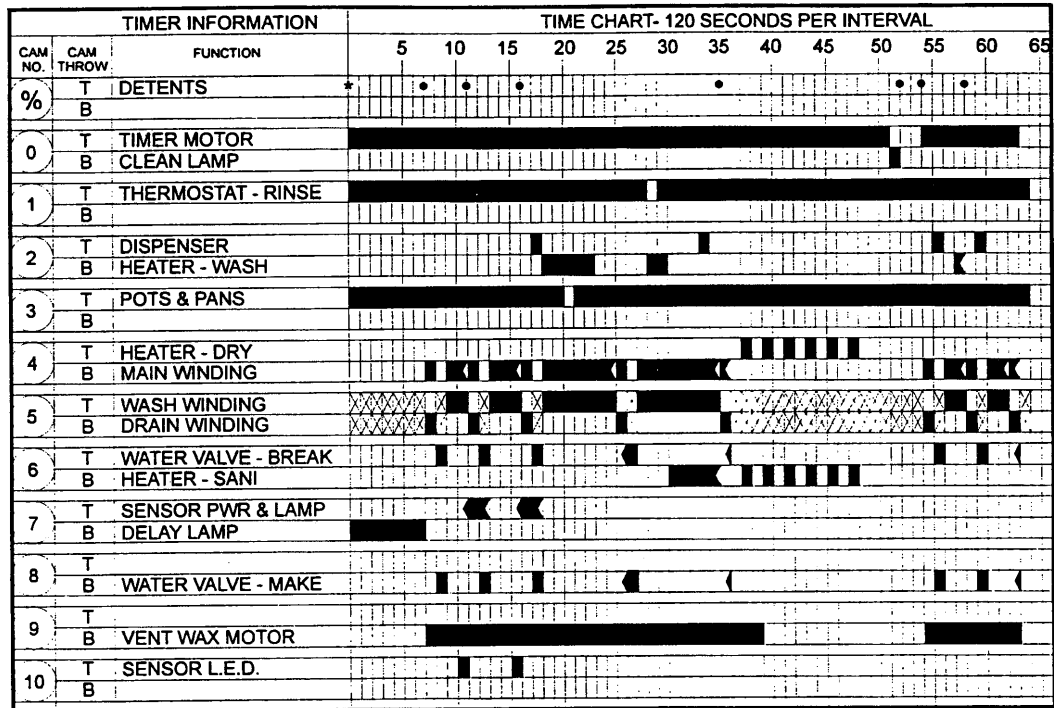 TIMER INFORMATION TIME CHART- 120 SECONDS PER INTERVAL
CAM NO. CAM THROW FUNCTION 5 10 15 20 25 30 35 40 45 50 55 60 65
% T DETENTS
B
0 T TIMER MOTOR
B CLEAN LAMP
1 T THERMOSTAT - RINSE
B
2 T DISPENSER
B HEATER - WASH
3 T POTS & PANS
B
4 T HEATER - DRY
B MAIN WINDING
5 T WASH WINDING
B DRAIN WINDING
6 T WATER VALVE - BREAK
B HEATER - SANI
7 T SENSOR PWR & LAMP
B DELAY LAMP
8 T
B WATER VALVE - MAKE
9 T
B VENT WAX MOTOR
10 T SENSOR L.E.D.
B